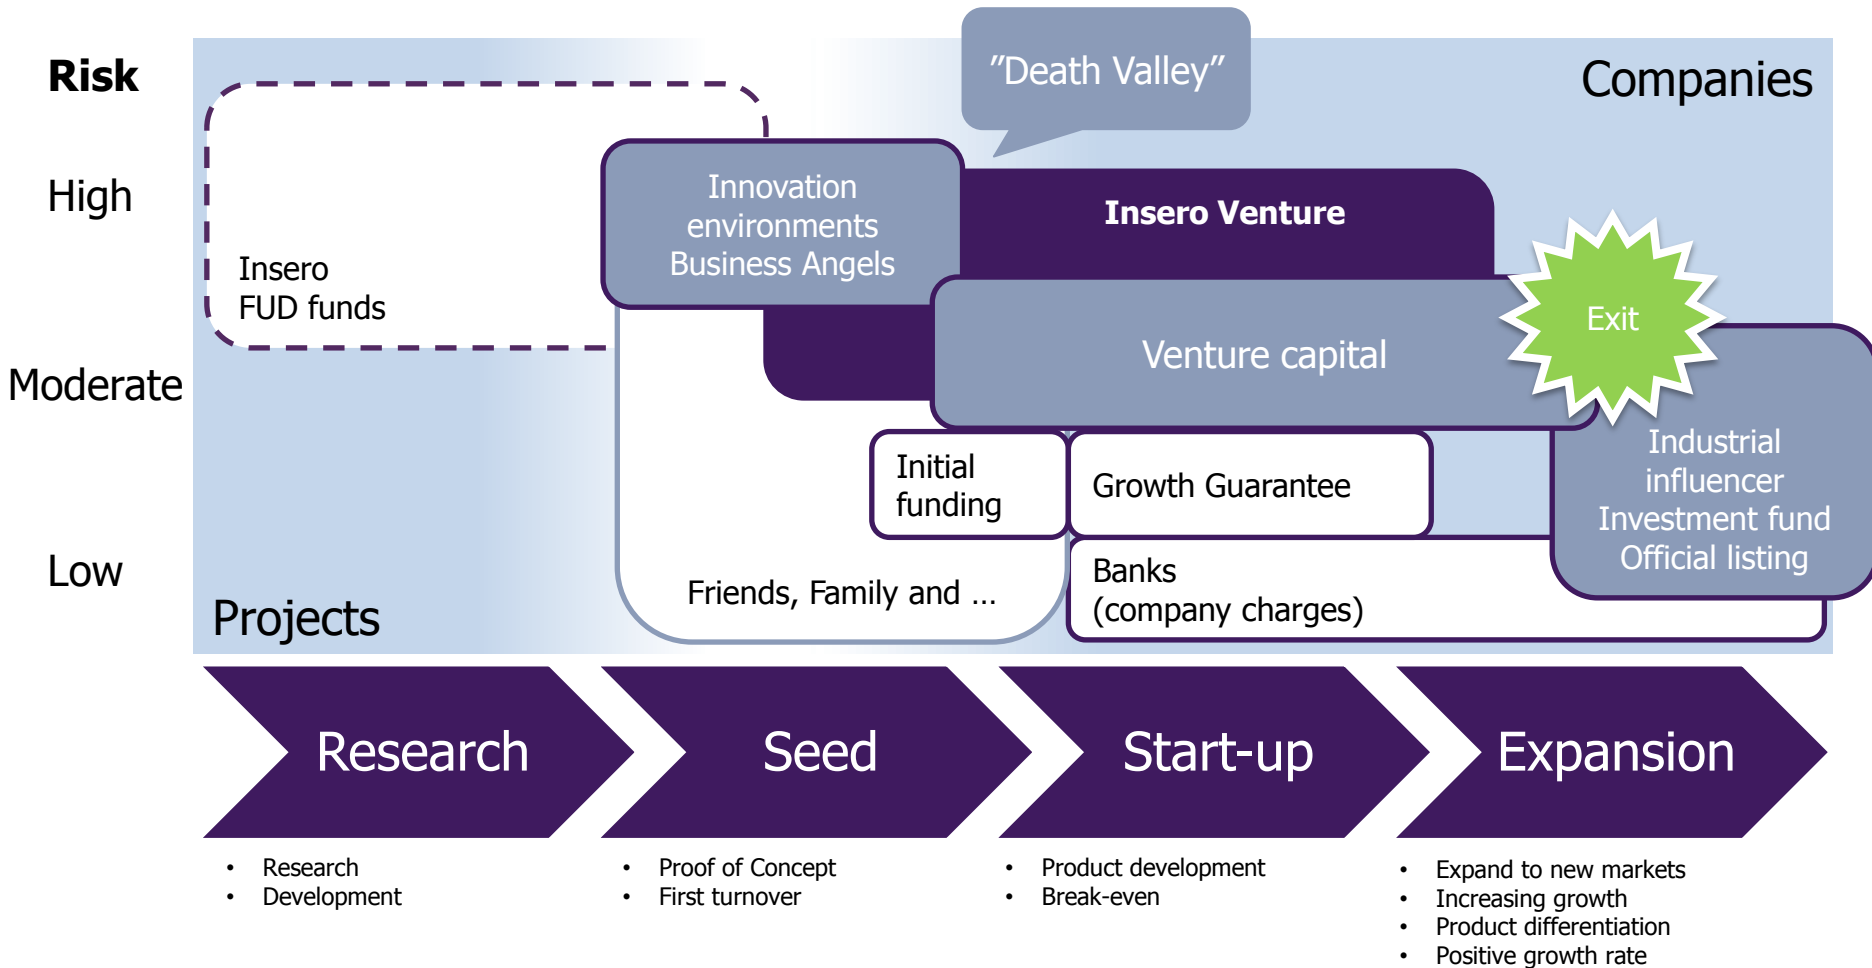 Risk
"Death Valley"
Companies
High
Innovation
environments
Business Angels
Insero Venture
Insero
FUD funds
Exit
Venture capital
Moderate
Initial
funding
Growth Guarantee
Industrial
influencer
Investment fund
Official listing
Low
Friends, Family and ...
Banks
(company charges)
Projects
Research
Seed
Start-up
Expansion
• Research
• Development
• Proof of Concept
• First turnover
• Product development
• Break-even
• Expand to new markets
• Increasing growth
• Product differentiation
• Positive growth rate